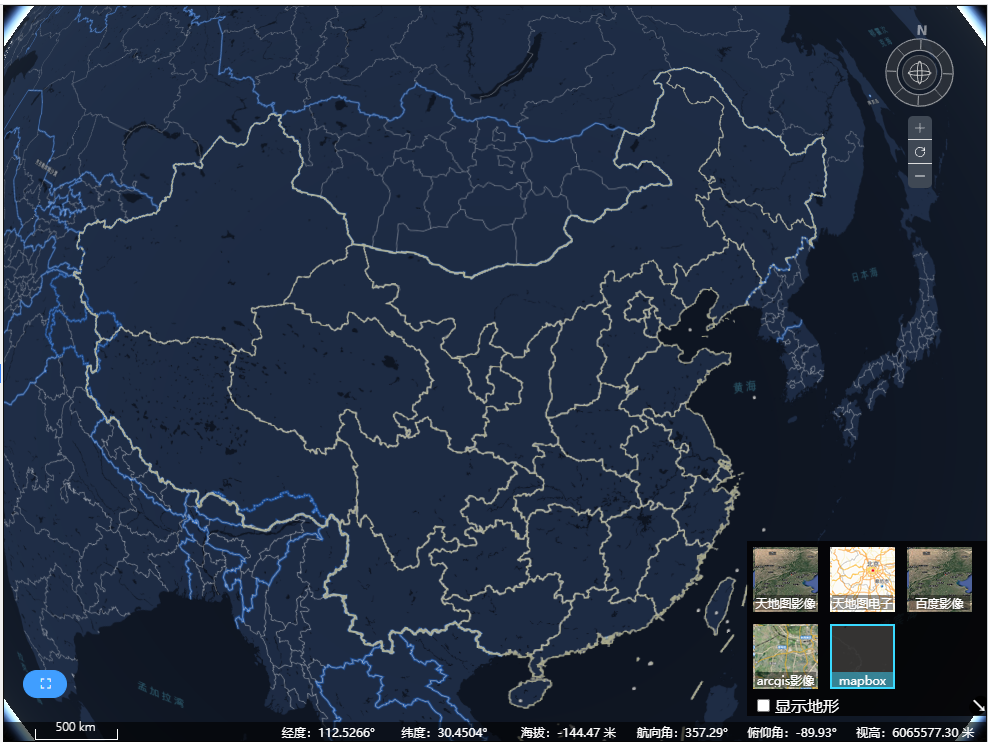 N
日本海
黄海
孟加拉湾
天地图影像
天地图电子
百度影像
arcgis影像
mapbox
显示地形
500 km
经度：112.5266° 纬度：30.4504° 海拔：-144.47 米 航向角：357.29° 俯仰角：-89.93° 视高：6065577.30 米